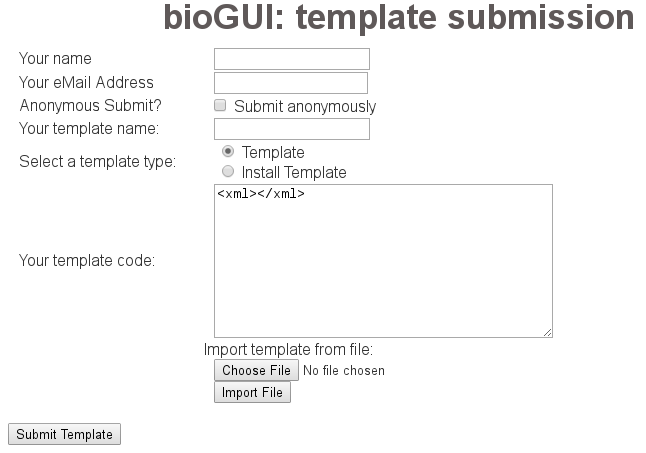 bioGUI: template submission
Your name
Your eMail Address
Anonymous Submit? Submit anonymously
Your template name:
Select a template type: Template
Install Template
<xml></xml>
Your template code:
Import template from file:
Choose File No file chosen
Import File
Submit Template